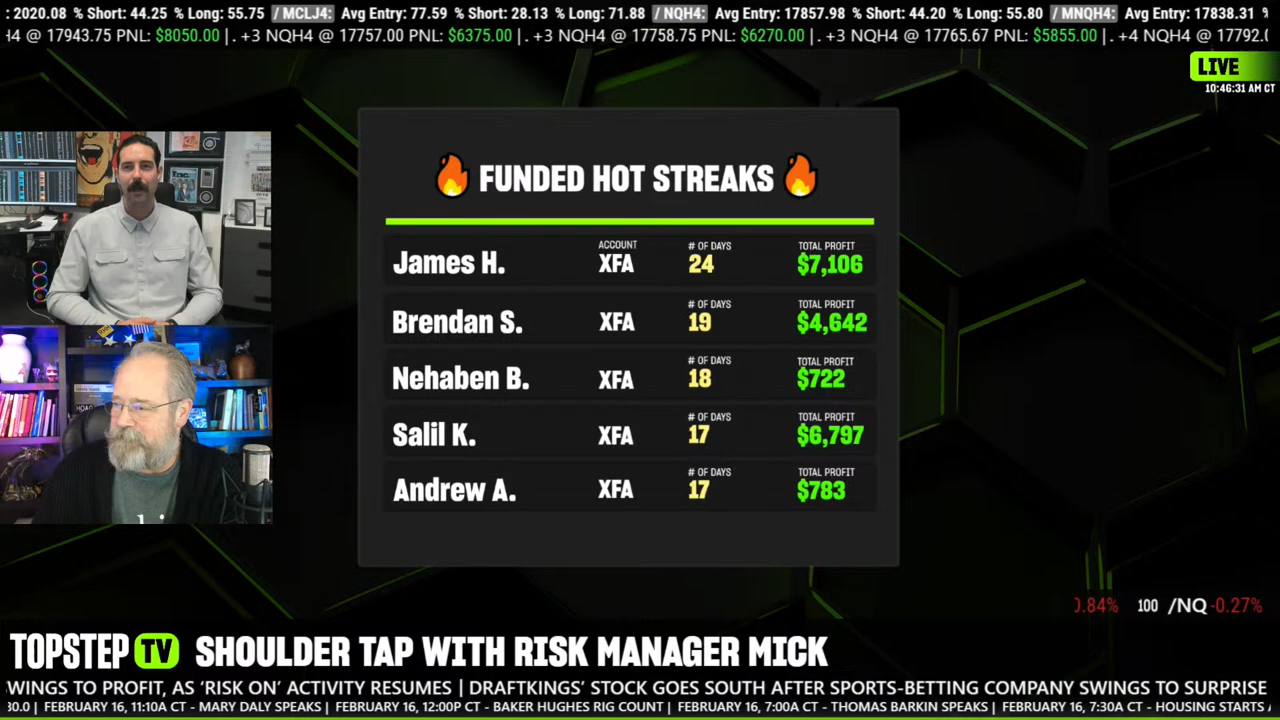 : 2020.08 % Short: 44.25 % Long: 55.75 / MCLJ4: Avg Entry: 77.59 % Short: 28.13 % Long: 71.88 / NQH4: Avg Entry: 17857.98 % Short: 44.20 % Long: 55.80 / MNQH4: Avg Entry: 17838.31 %
H4 @ 17943.75 PNL: $8050.00 | . +3 NQH4 @ 17757.00 PNL: $6375.00 | . +3 NQH4 @ 17758.75 PNL: $6270.00 | . +3 NQH4 @ 17765.67 PNL: $5855.00 | . +4 NQH4 @ 17792.0
LIVE
10:46:31 AM CT
FUNDED HOT STREAKS
ACCOUNT # OF DAYS TOTAL PROFIT
James H. XFA 24 $7,106
# OF DAYS TOTAL PROFIT
Brendan S. XFA 19 $4,642
# OF DAYS TOTAL PROFIT
Nehaben B. XFA 18 $722
# OF DAYS TOTAL PROFIT
Salil K. XFA 17 $6,797
# OF DAYS TOTAL PROFIT
Andrew A. XFA 17 $783
0.84% 100 /NQ -0.27%
TOPSTEP TV SHOULDER TAP WITH RISK MANAGER MICK
WINGS TO PROFIT, AS ‘RISK ON’ ACTIVITY RESUMES | DRAFTKINGS’ STOCK GOES SOUTH AFTER SPORTS-BETTING COMPANY SWINGS TO SURPRISE
30.0 | FEBRUARY 16, 11:10A CT - MARY DALY SPEAKS | FEBRUARY 16, 12:00P CT - BAKER HUGHES RIG COUNT | FEBRUARY 16, 7:00A CT - THOMAS BARKIN SPEAKS | FEBRUARY 16, 7:30A CT - HOUSING STARTS